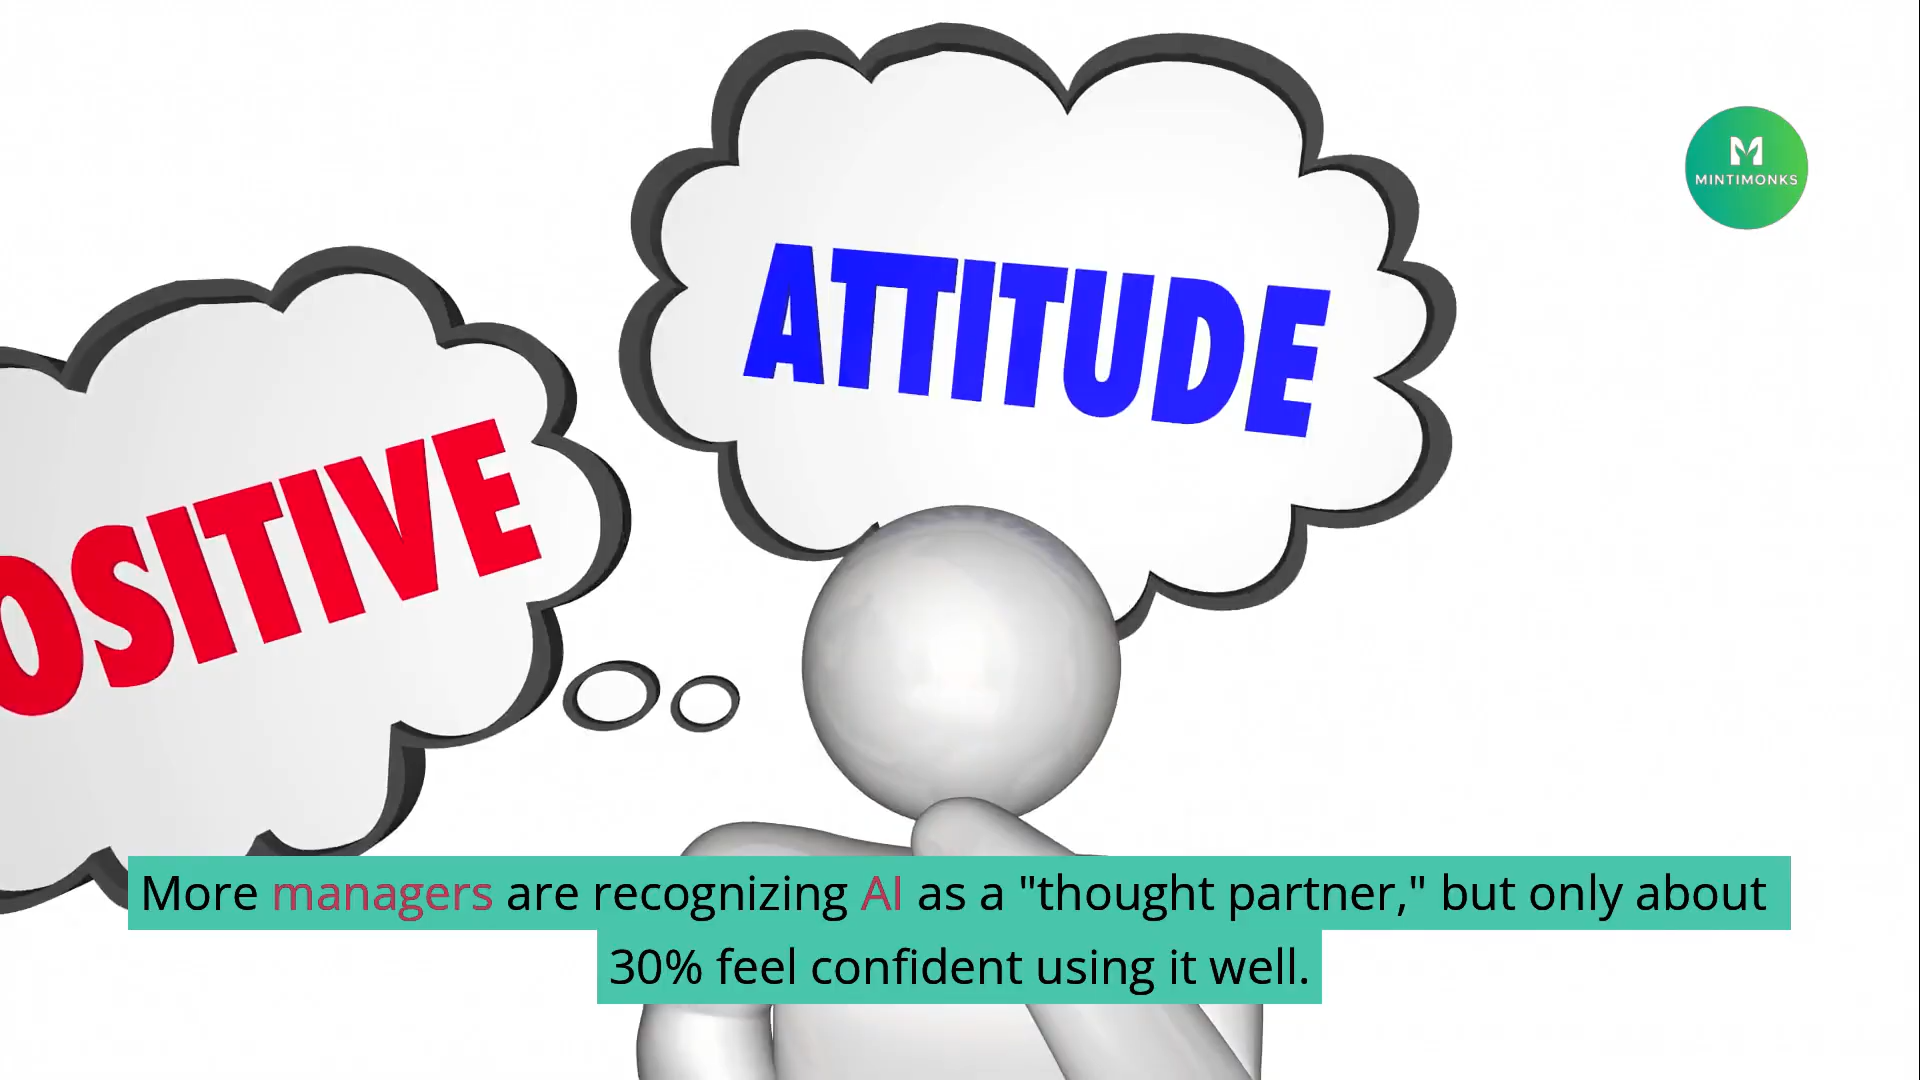 ATTITUDE
M
MINTIMONKS
OSITIVE
More managers are recognizing AI as a "thought partner," but only about
30% feel confident using it well.